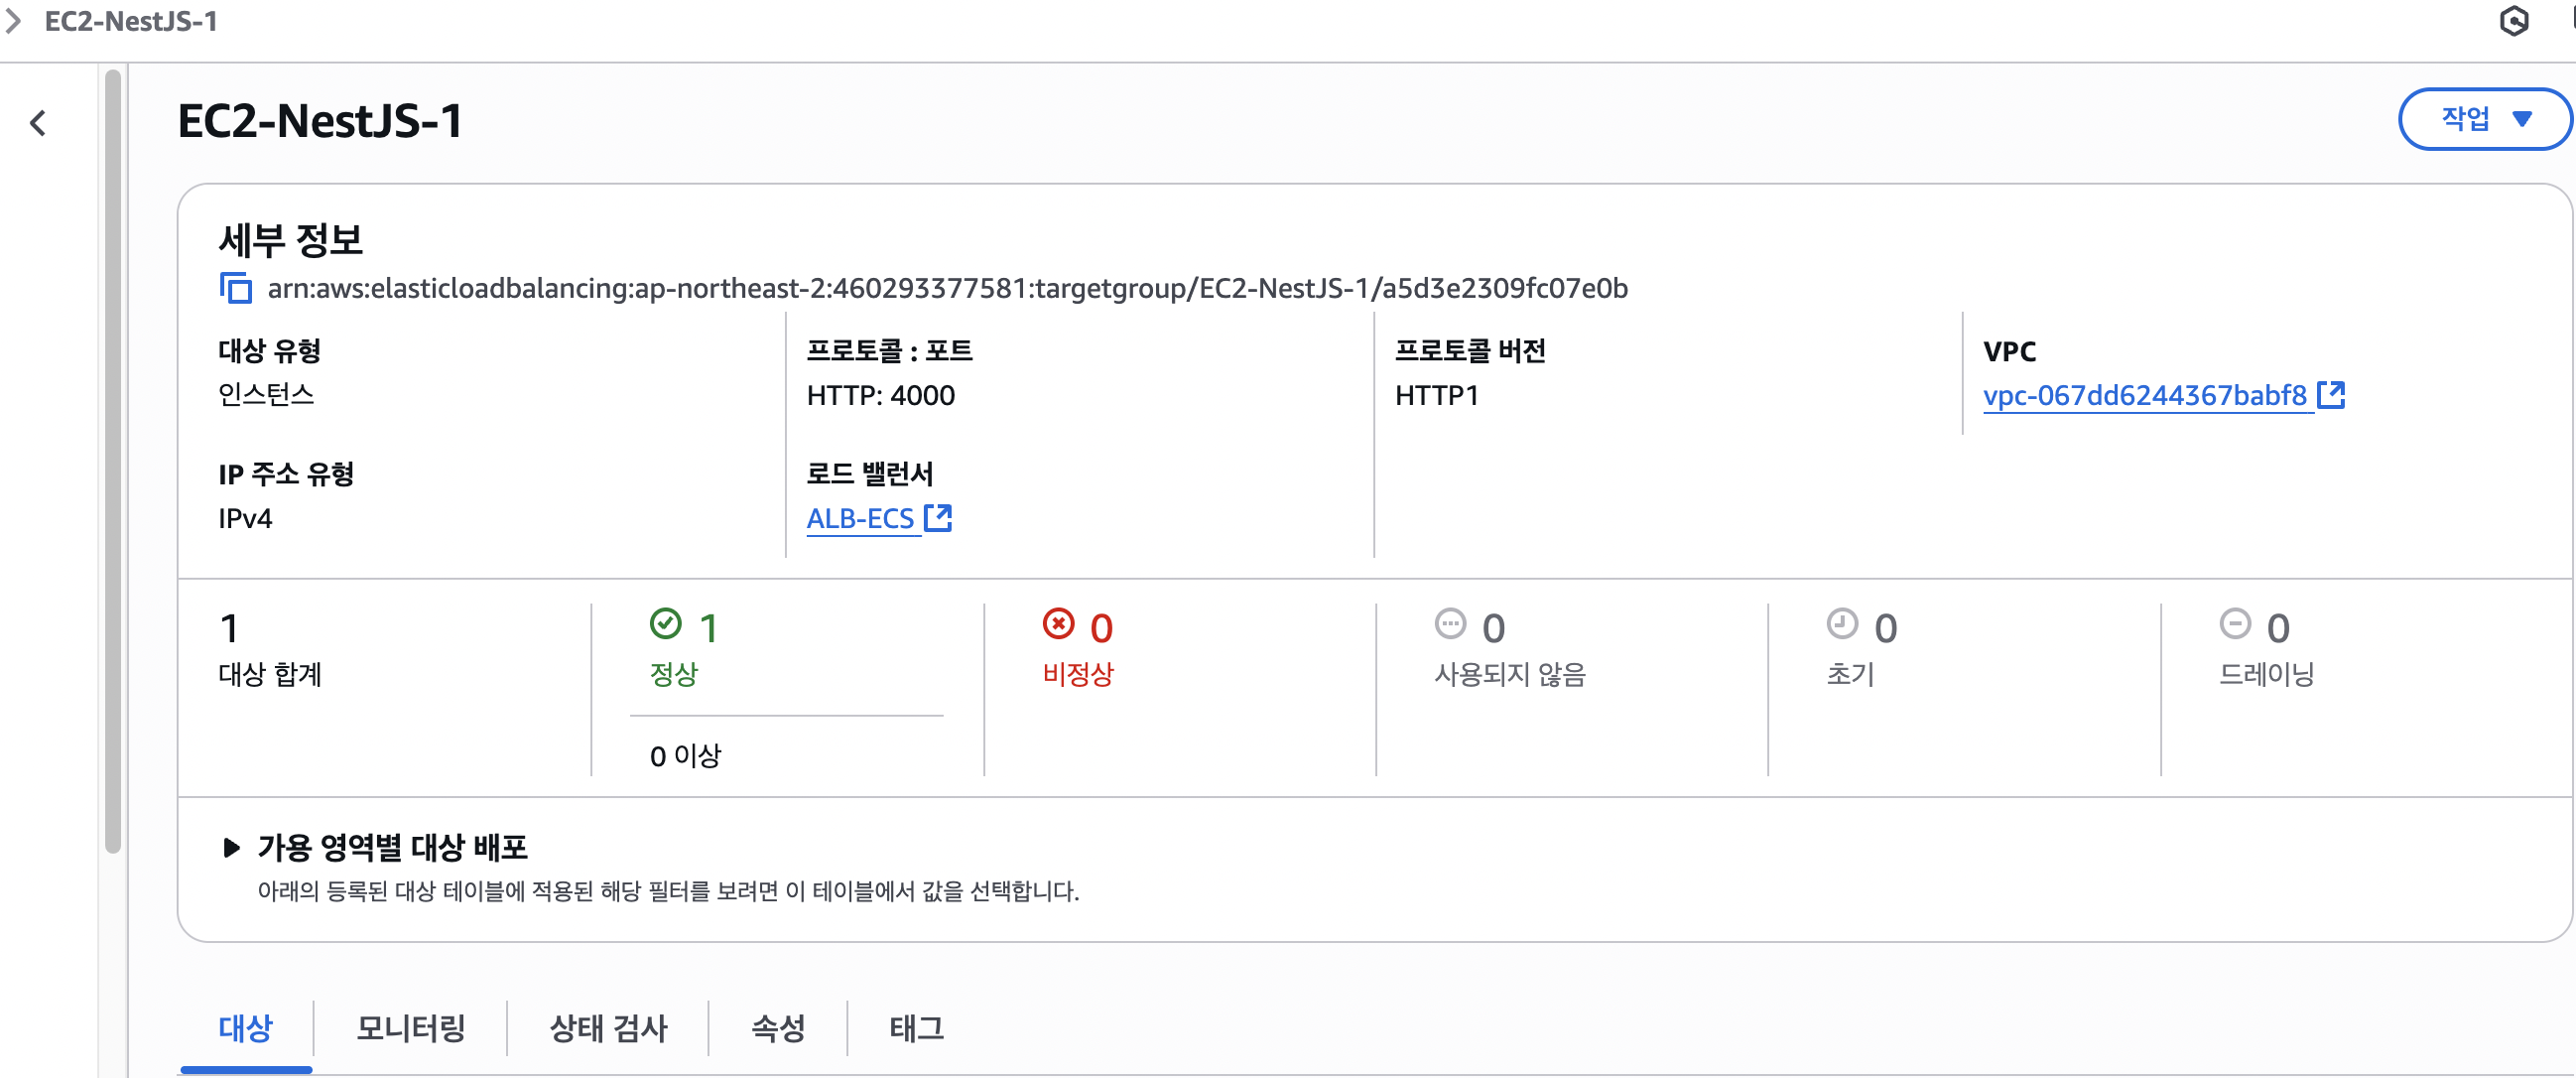 EC2-NestJS-1
EC2-NestJS-1
작업
세부 정보
arn:aws:elasticloadbalancing:ap-northeast-2:460293377581:targetgroup/EC2-NestJS-1/a5d3e2309fc07e0b
대상 유형
인스턴스
프로토콜 : 포트
HTTP: 4000
프로토콜 버전
HTTP1
VPC
vpc-067dd6244367babf8
IP 주소 유형
IPv4
로드 밸런서
ALB-ECS
1
대상 합계
1
정상
0 이상
0
비정상
0
사용되지 않음
0
초기
0
드레이닝
가용 영역별 대상 배포
아래의 등록된 대상 테이블에 적용된 해당 필터를 보려면 이 테이블에서 값을 선택합니다.
대상
모니터링
상태 검사
속성
태그